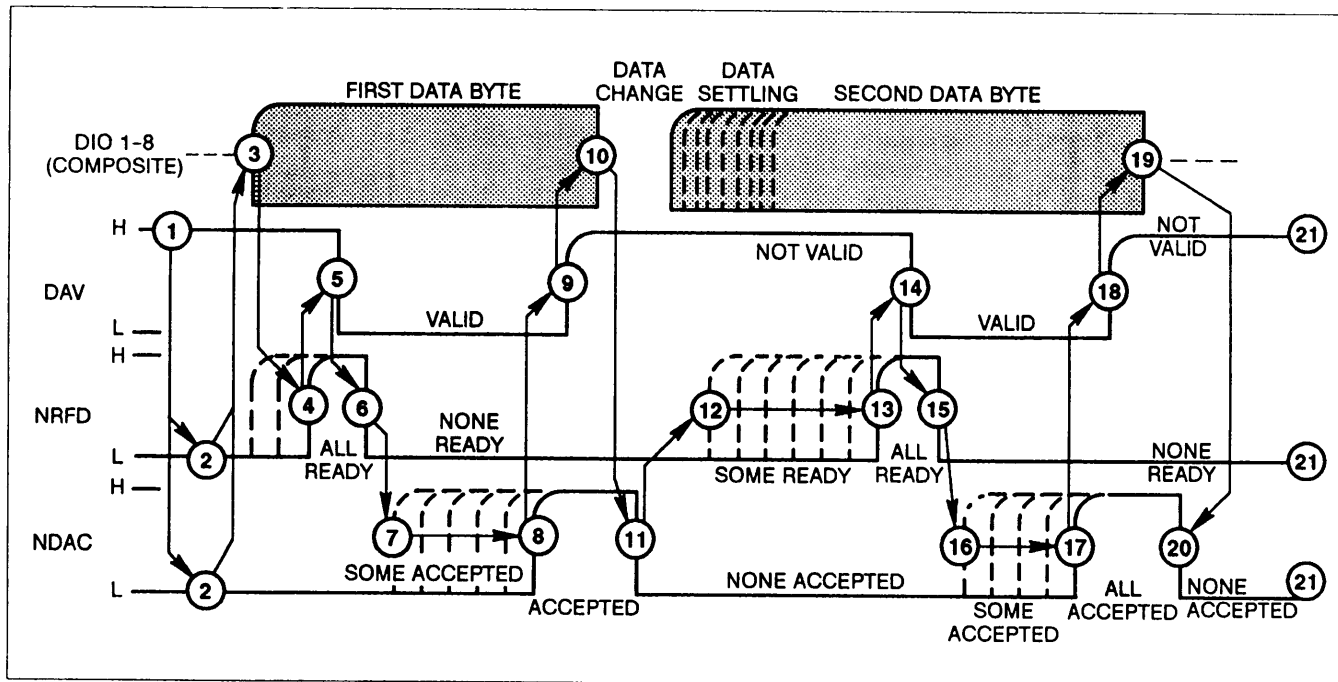 FIRST DATA BYTE
DATA
CHANGE
DATA
SETTLING
SECOND DATA BYTE
DIO 1-8
(COMPOSITE)
3
10
19
H
1
NOT
VALID
21
DAV
5
9
NOT VALID
14
18
L
VALID
VALID
H
NRFD
4
6
12
13
15
2
L
NONE
READY
ALL
READY
SOME READY
ALL
READY
NONE
READY
21
H
NDAC
7
8
11
16
17
20
SOME ACCEPTED
2
L
ACCEPTED
NONE ACCEPTED
SOME
ACCEPTED
ALL
ACCEPTED
NONE
ACCEPTED
21